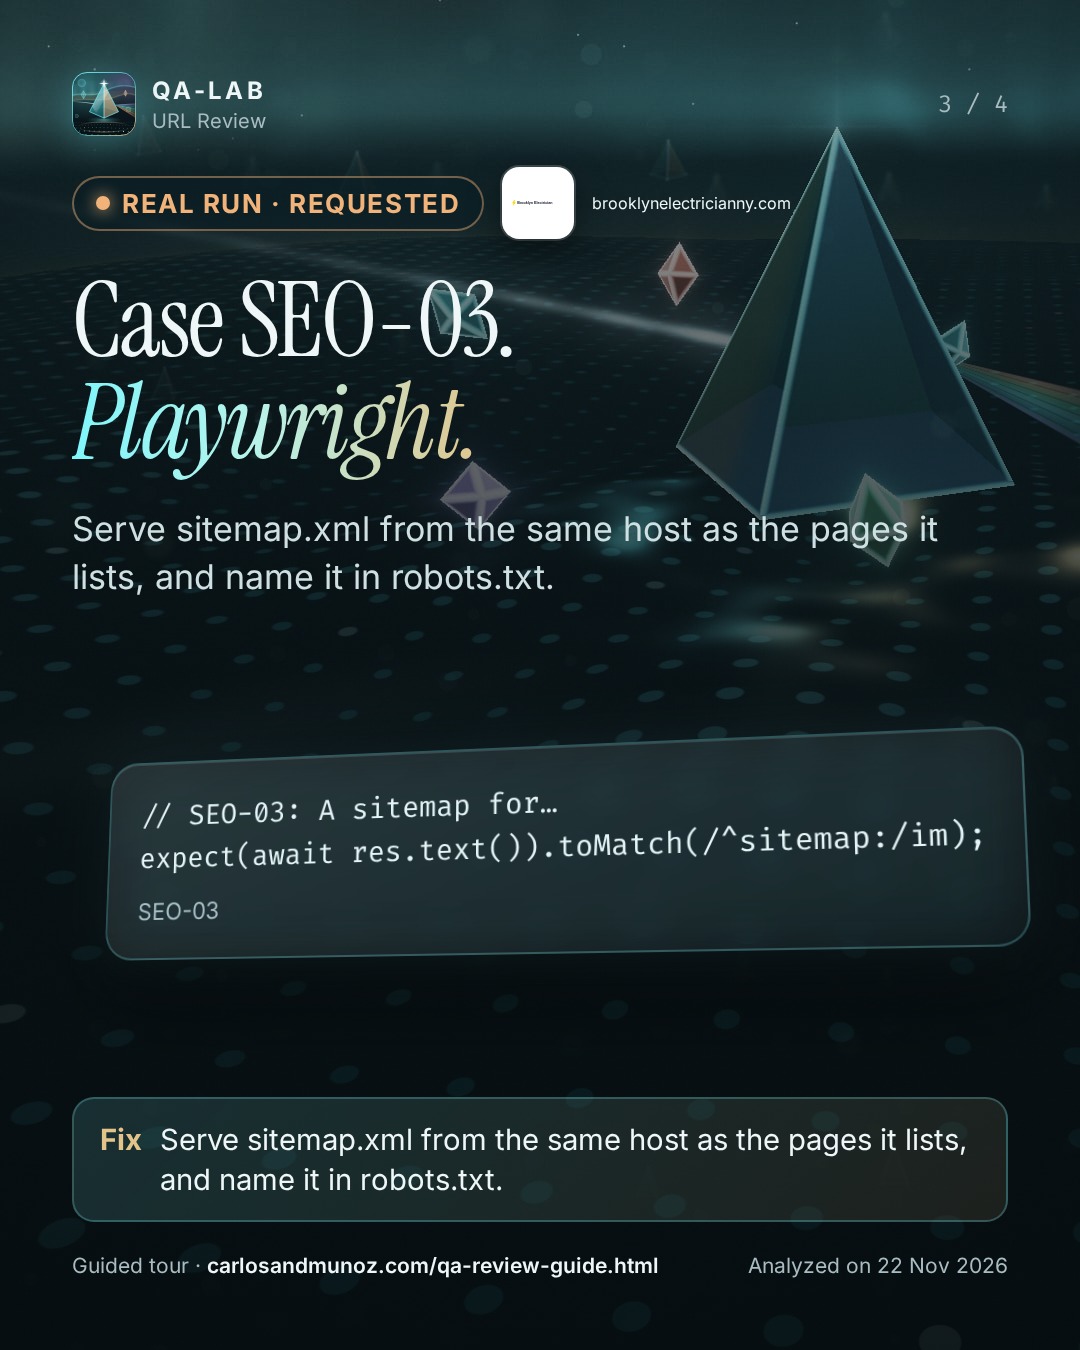 QA-LAB
URL Review
3 / 4
REAL RUN · REQUESTED
Brooklyn Electrician
brooklynelectricianny.com
Case SEO-03.
Playwright.
Serve sitemap.xml from the same host as the pages it
lists, and name it in robots.txt.
// SEO-03: A sitemap for…
expect(await res.text()).toMatch(/^sitemap:/im);
SEO-03
Fix Serve sitemap.xml from the same host as the pages it lists,
and name it in robots.txt.
Guided tour · carlosandmunoz.com/qa-review-guide.html
Analyzed on 22 Nov 2026